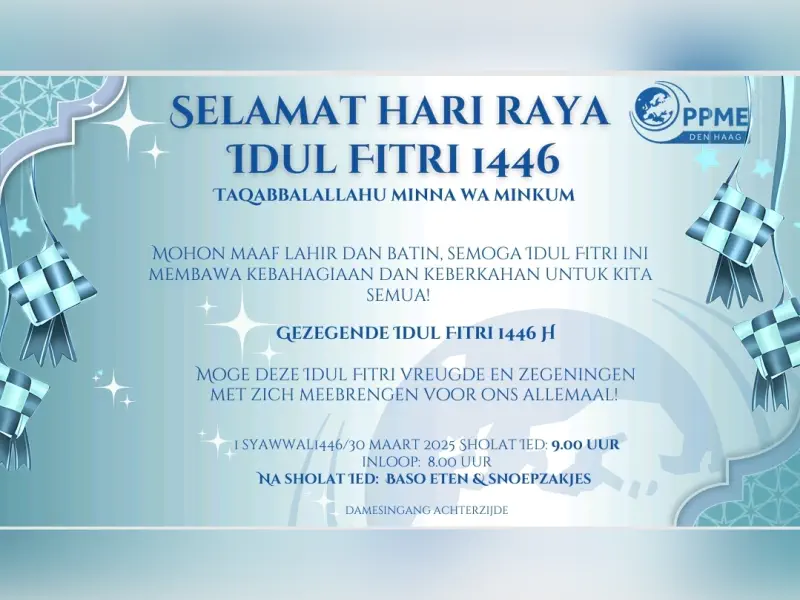 Selamat hari raya
Idul Fitri 1446
Taqabbalallahu minna wa minkum
PPME
DEN HAAG
Mohon maaf lahir dan batin, semoga Idul Fitri ini
membawa kebahagiaan dan keberkahan untuk kita
semua!
Gezegende Idul Fitri 1446 H
Moge deze Idul Fitri vreugde en zegeningen
met zich meebrengen voor ons allemaal!
1 syawwal1446/30 maart 2025 Sholat Ied: 9.00 uur
inloop: 8.00 uur
Na sholat Ied: Baso eten & snoepzakjes
damesingang achterzijde